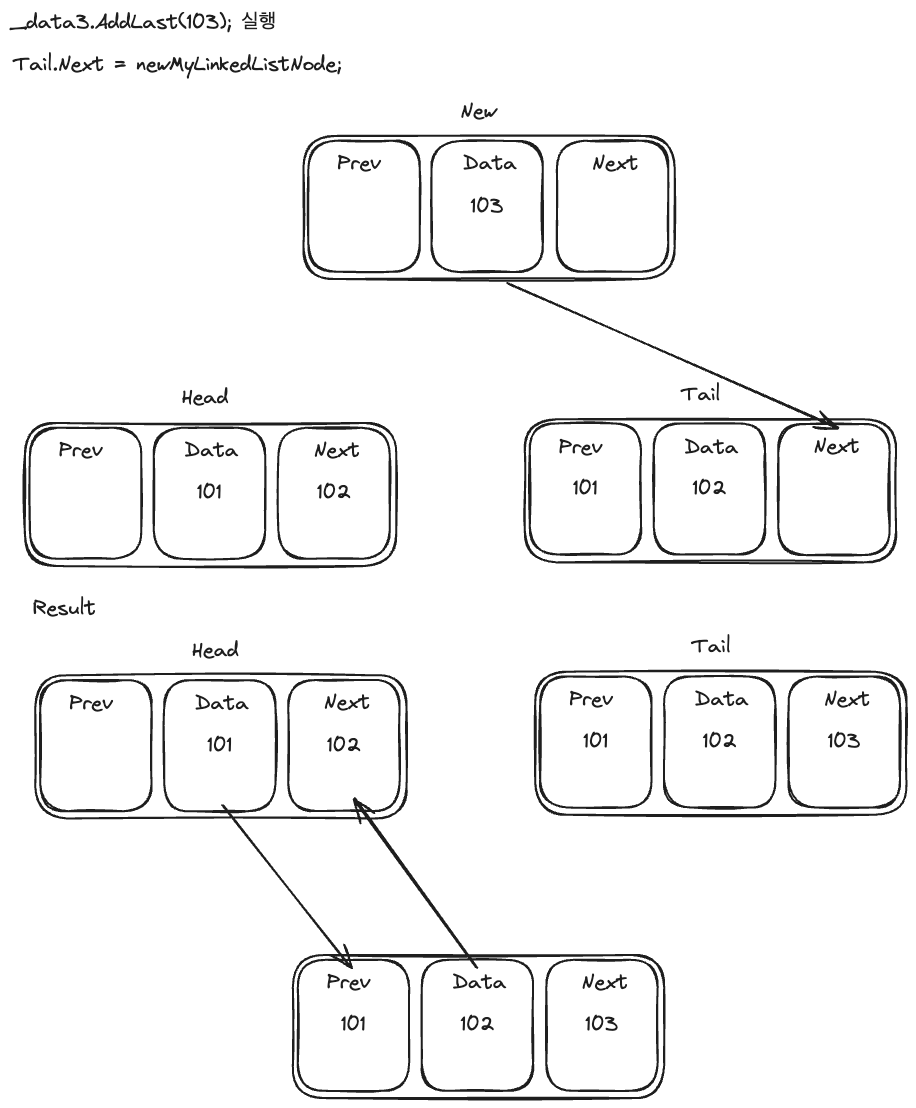 _data3.AddLast(103); 실행
Tail.Next = newMyLinkedListNode;
New
Prev Data Next
103
Head Tail
Prev Data Next Prev Data Next
101 102 101 102
Result
Head Tail
Prev Data Next Prev Data Next
101 102 101 102 103
Prev Data Next
101 102 103